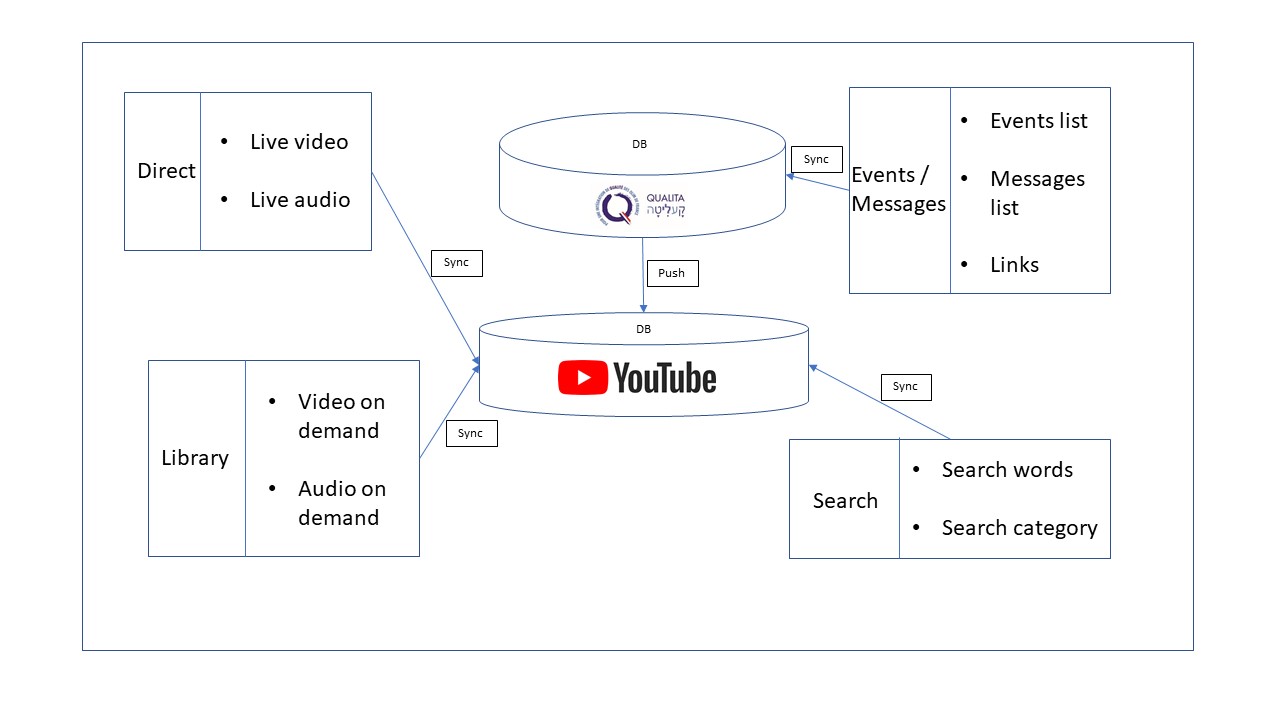 Direct
• Live video
• Live audio
DB
QUALITA
קעליטה
Sync
Events /
Messages
• Events list
• Messages
list
• Links
Sync
Push
DB
YouTube
Library
• Video on
demand
• Audio on
demand
Sync
Sync
Search
• Search words
• Search category